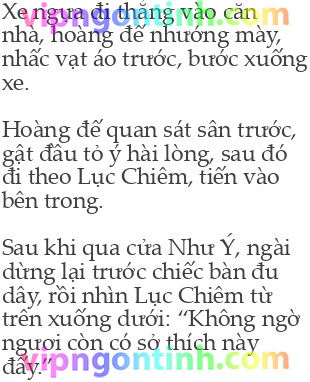 Xe ngựa đi thẳng vào căn
vipngontinh.com
nhà, hoàng đế nhướng mày,
nhấc vạt áo trước, bước xuống
xe.
Hoàng đế quan sát sân trước,
gật đầu tỏ ý hài lòng, sau đó
đi theo Lục Chiêm, tiến vào
bên trong.
Sau khi qua cửa Như Ý, ngài
dừng lại trước chiếc bàn đu
dây, rồi nhìn Lục Chiêm từ
trên xuống dưới: “Không ngờ
ngươi còn có sở thích này
đấy.”
vipngontinh.com